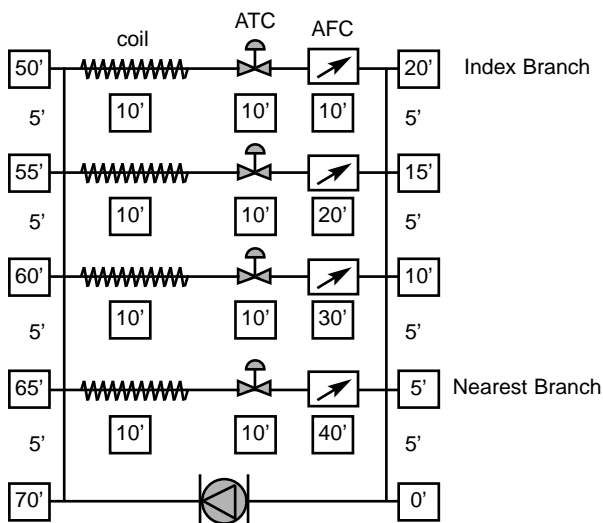 ATC
coil AFC
50' 20' Index Branch
5' 10' 10' 10' 5'
55' 15'
5' 10' 10' 20' 5'
60' 10'
5' 10' 10' 30' 5'
65' 5' Nearest Branch
5' 10' 10' 40' 5'
70' 0'